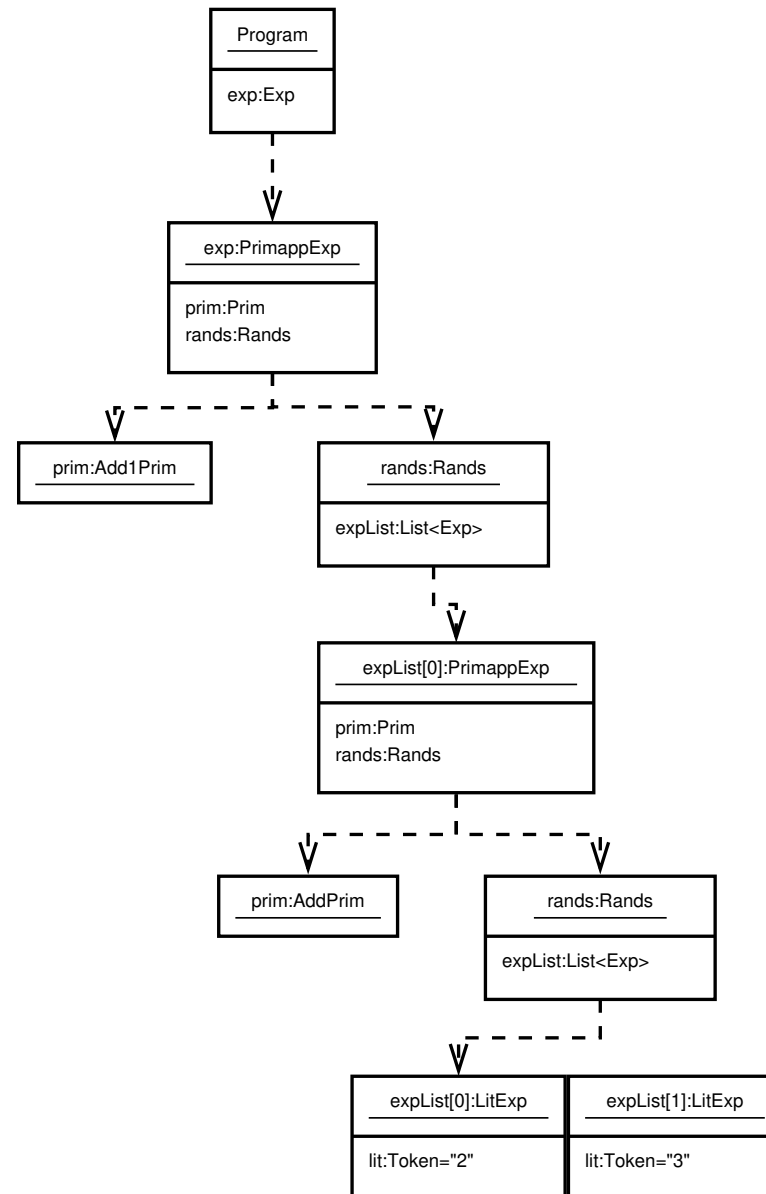 Program
exp:Exp
exp:PrimappExp
prim:Prim
rands:Rands
prim:Add1Prim
rands:Rands
expList:List<Exp>
expList[0]:PrimappExp
prim:Prim
rands:Rands
prim:AddPrim
rands:Rands
expList:List<Exp>
expList[0]:LitExp
expList[1]:LitExp
lit:Token="2"
lit:Token="3"